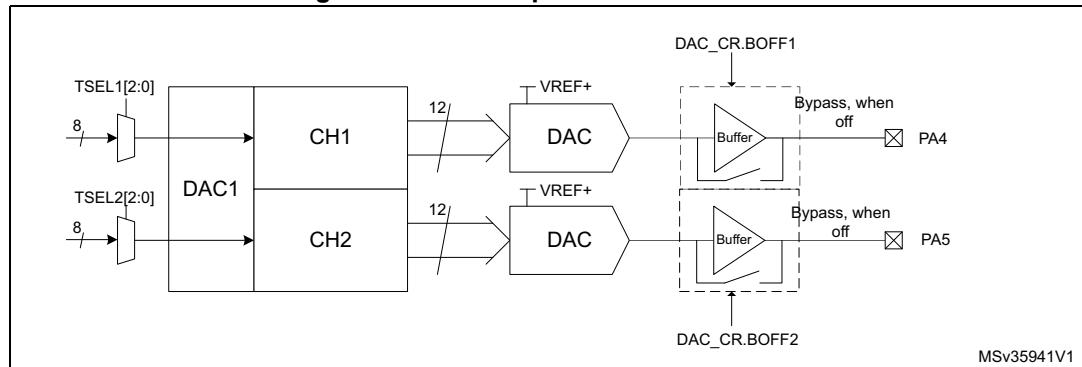 DAC_CR.BOFF1
TSEL1[2:0]
8
12
VREF+
CH1
DAC
Buffer
Bypass, when
off
PA4
DAC1
TSEL2[2:0]
8
12
VREF+
CH2
DAC
Buffer
Bypass, when
off
PA5
DAC_CR.BOFF2
MSv35941V1